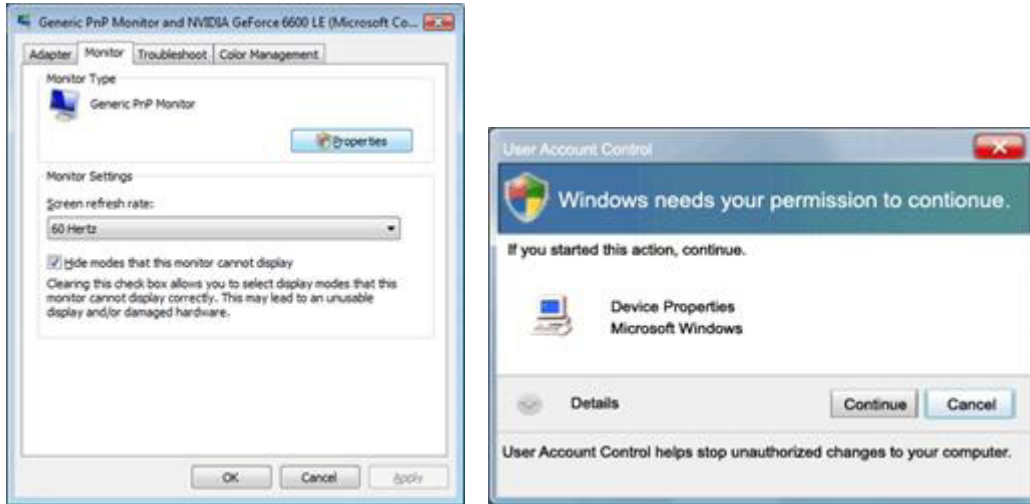 Generic PnP Monitor and NVIDIA GeForce 6600 LE (Microsoft Co...
Adapter Monitor Troubleshoot Color Management
Monitor Type
Generic PnP Monitor
Properties
Monitor Settings
Screen refresh rate:
60 Hertz
Hide modes that this monitor cannot display
Clearing this check box allows you to select display modes that this
monitor cannot display correctly. This may lead to an unusable
display and/or damaged hardware.
OK Cancel Apply
User Account Control
Windows needs your permission to contionue.
If you started this action, continue.
Device Properties
Microsoft Windows
Details Continue Cancel
User Account Control helps stop unauthorized changes to your computer.